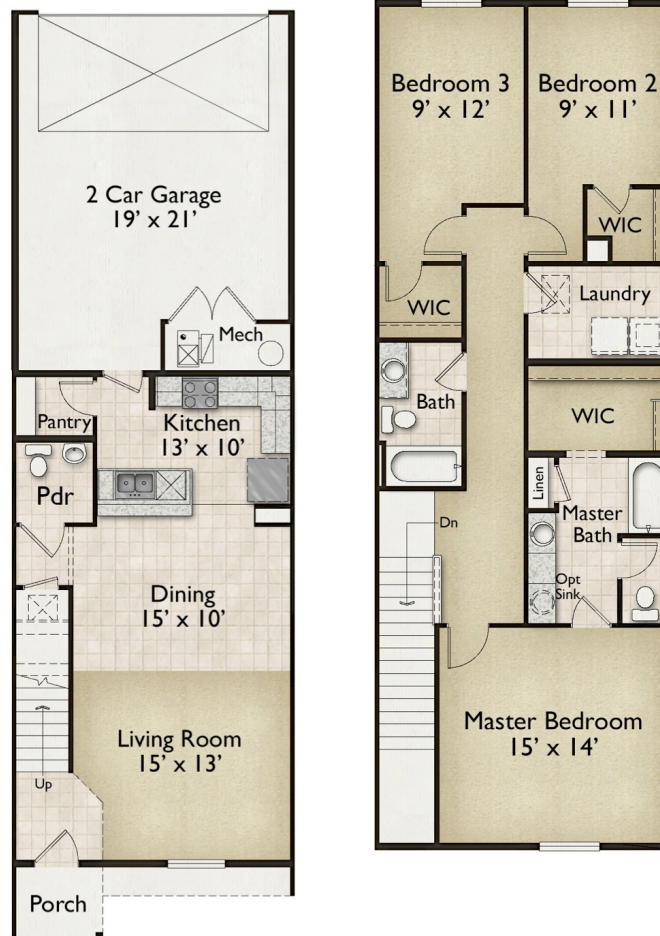 2 Car Garage
19’ x 21’
Mech
Pantry
Kitchen
13’ x 10’
Pdr
Dining
15’ x 10’
Living Room
15’ x 13’
Up
Porch
Bedroom 3
9’ x 12’
Bedroom 2
9’ x 11’
WIC
WIC
Laundry
Bath
WIC
Linen
Master
Bath
Dn
Opt
Sink
Master Bedroom
15’ x 14’